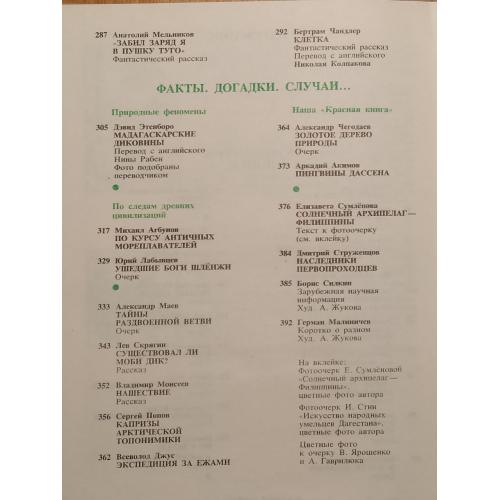 287 Анатолий Мельников
«ЗАБИЛ ЗАРЯД Я
В ПУШКУ ТУГО»
Фантастический рассказ
292 Бертрам Чандлер
КЛЕТКА
Фантастический рассказ
Перевод с английского
Николая Колпакова
ФАКТЫ. ДОГАДКИ. СЛУЧАИ...
Природные феномены
305 Дэвид Этенборо
МАДАГАСКАРСКИЕ
ДИКОВИНЫ
Перевод с английского
Нины Рабен
Фото подобраны
переводчиком
По следам древних
цивилизаций
317 Михаил Агбунов
ПО КУРСУ АНТИЧНЫХ
МОРЕПЛАВАТЕЛЕЙ
329 Юрий Лабынцев
УШЕДШИЕ БОГИ ШЛЁНЖИ
Очерк
333 Александр Маев
ТАЙНЫ
РАЗДВОЕННОЙ ВЕТВИ
Очерк
343 Лев Скрягин
СУЩЕСТВОВАЛ ЛИ
МОБИ ДИК?
Рассказ
352 Владимир Моисеев
НАШЕСТВИЕ
Рассказ
356 Сергей Попов
КАПРИЗЫ
АРКТИЧЕСКОЙ
ТОПОНИМИКИ
362 Всеволод Джус
ЭКСПЕДИЦИЯ ЗА ЕЖАМИ
Наша «Красная книга»
364 Александр Чегодаев
ЗОЛОТОЕ ДЕРЕВО
ПРИРОДЫ
Очерк
373 Аркадий Акимов
ПИНГВИНЫ ДАССЕНА
376 Елизавета Сумлёнова
СОЛНЕЧНЫЙ АРХИПЕЛАГ—
ФИЛИППИНЫ
Текст к фотоочерку
(см. вклейку)
384 Дмитрий Струженцов
НАСЛЕДНИКИ
ПЕРВОПРОХОДЦЕВ
385 Борис Силкин
Зарубежная научная
информация
Худ. А. Жукова
392 Герман Малиничев
Коротко о разном
Худ. А. Жукова
На вклейке:
Фотоочерк Е. Сумлёновой
«Солнечный архипелаг—
Филиппины»,
цветные фото автора
Фотоочерк И. Стин
«Искусство народных
умельцев Дагестана»,
цветные фото автора
Цветные фото
к очерку В. Ярошенко
и А. Гаврилюка